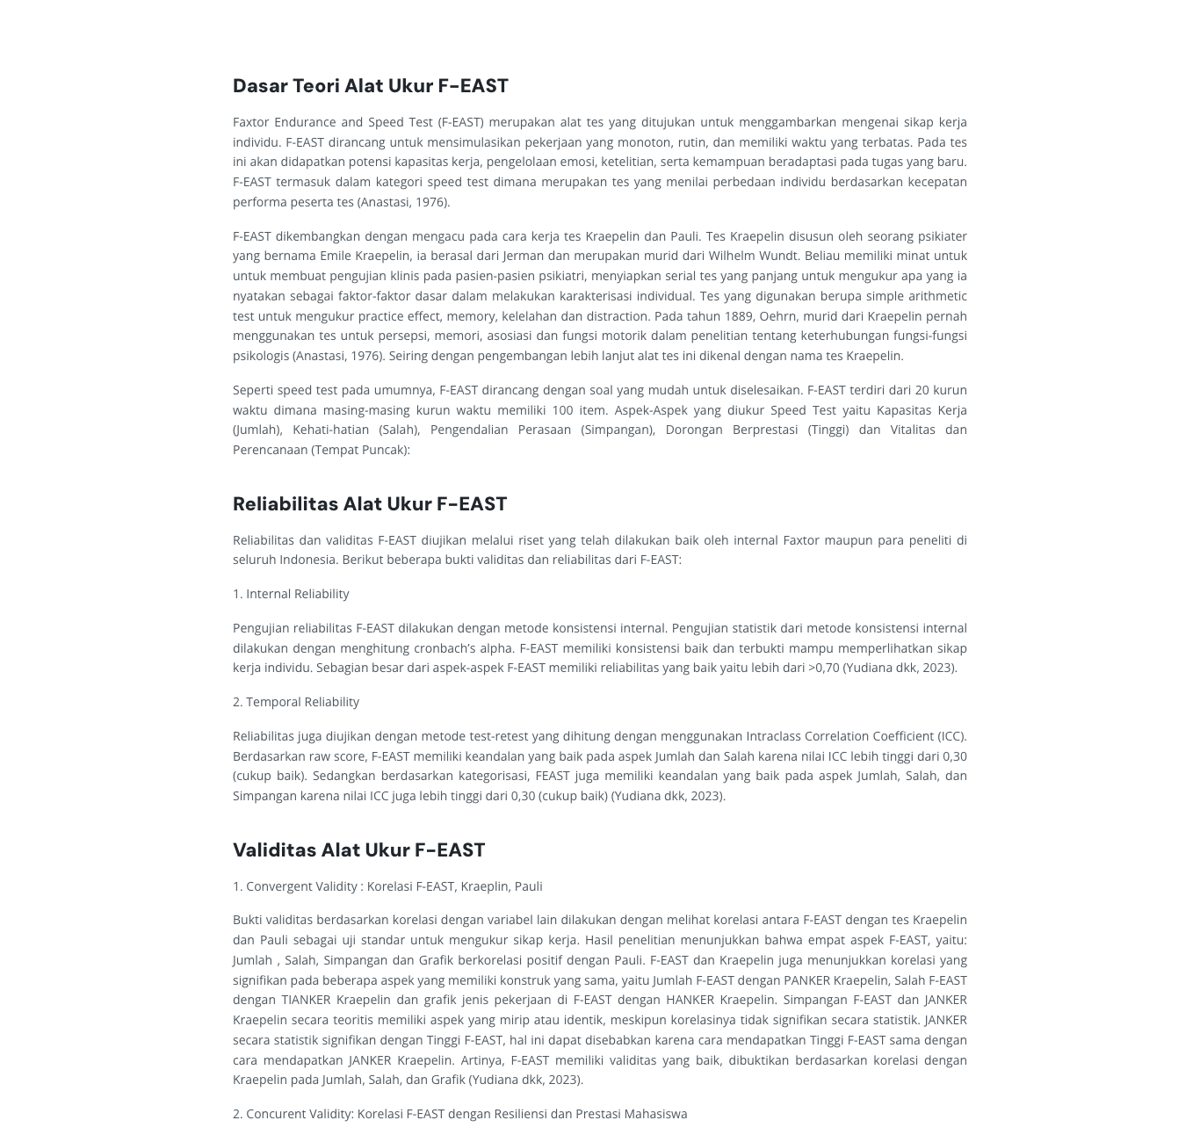 Dasar Teori Alat Ukur F-EAST
Faxtor Endurance and Speed Test (F-EAST) merupakan alat tes yang ditujukan untuk menggambarkan mengenai sikap kerja
individu. F-EAST dirancang untuk mensimulasikan pekerjaan yang monoton, rutin, dan memiliki waktu yang terbatas. Pada tes
ini akan didapatkan potensi kapasitas kerja, pengelolaan emosi, ketelitian, serta kemampuan beradaptasi pada tugas yang baru.
F-EAST termasuk dalam kategori speed test dimana merupakan tes yang menilai perbedaan individu berdasarkan kecepatan
performa peserta tes (Anastasi, 1976).
F-EAST dikembangkan dengan mengacu pada cara kerja tes Kraepelin dan Pauli. Tes Kraepelin disusun oleh seorang psikiater
yang bernama Emile Kraepelin, ia berasal dari Jerman dan merupakan murid dari Wilhelm Wundt. Beliau memiliki minat untuk
untuk membuat pengujian klinis pada pasien-pasien psikiatri, menyiapkan serial tes yang panjang untuk mengukur apa yang ia
nyatakan sebagai faktor-faktor dasar dalam melakukan karakterisasi individual. Tes yang digunakan berupa simple arithmetic
test untuk mengukur practice effect, memory, kelelahan dan distraction. Pada tahun 1889, Oehrn, murid dari Kraepelin pernah
menggunakan tes untuk persepsi, memori, asosiasi dan fungsi motorik dalam penelitian tentang keterhubungan fungsi-fungsi
psikologis (Anastasi, 1976). Seiring dengan pengembangan lebih lanjut alat tes ini dikenal dengan nama tes Kraepelin.
Seperti speed test pada umumnya, F-EAST dirancang dengan soal yang mudah untuk diselesaikan. F-EAST terdiri dari 20 kurun
waktu dimana masing-masing kurun waktu memiliki 100 item. Aspek-Aspek yang diukur Speed Test yaitu Kapasitas Kerja
(Jumlah), Kehati-hatian (Salah), Pengendalian Perasaan (Simpangan), Dorongan Berprestasi (Tinggi) dan Vitalitas dan
Perencanaan (Tempat Puncak):
Reliabilitas Alat Ukur F-EAST
Reliabilitas dan validitas F-EAST diujikan melalui riset yang telah dilakukan baik oleh internal Faxtor maupun para peneliti di
seluruh Indonesia. Berikut beberapa bukti validitas dan reliabilitas dari F-EAST:
1. Internal Reliability
Pengujian reliabilitas F-EAST dilakukan dengan metode konsistensi internal. Pengujian statistik dari metode konsistensi internal
dilakukan dengan menghitung cronbach’s alpha. F-EAST memiliki konsistensi baik dan terbukti mampu memperlihatkan sikap
kerja individu. Sebagian besar dari aspek-aspek F-EAST memiliki reliabilitas yang baik yaitu lebih dari >0,70 (Yudiana dkk, 2023).
2. Temporal Reliability
Reliabilitas juga diujikan dengan metode test-retest yang dihitung dengan menggunakan Intraclass Correlation Coefficient (ICC).
Berdasarkan raw score, F-EAST memiliki keandalan yang baik pada aspek Jumlah dan Salah karena nilai ICC lebih tinggi dari 0,30
(cukup baik). Sedangkan berdasarkan kategorisasi, FEAST juga memiliki keandalan yang baik pada aspek Jumlah, Salah, dan
Simpangan karena nilai ICC juga lebih tinggi dari 0,30 (cukup baik) (Yudiana dkk, 2023).
Validitas Alat Ukur F-EAST
1. Convergent Validity : Korelasi F-EAST, Kraeplin, Pauli
Bukti validitas berdasarkan korelasi dengan variabel lain dilakukan dengan melihat korelasi antara F-EAST dengan tes Kraepelin
dan Pauli sebagai uji standar untuk mengukur sikap kerja. Hasil penelitian menunjukkan bahwa empat aspek F-EAST, yaitu:
Jumlah , Salah, Simpangan dan Grafik berkorelasi positif dengan Pauli. F-EAST dan Kraepelin juga menunjukkan korelasi yang
signifikan pada beberapa aspek yang memiliki konstruk yang sama, yaitu Jumlah F-EAST dengan PANKER Kraepelin, Salah F-EAST
dengan TIANKER Kraepelin dan grafik jenis pekerjaan di F-EAST dengan HANKER Kraepelin. Simpangan F-EAST dan JANKER
Kraepelin secara teoritis memiliki aspek yang mirip atau identik, meskipun korelasinya tidak signifikan secara statistik. JANKER
secara statistik signifikan dengan Tinggi F-EAST, hal ini dapat disebabkan karena cara mendapatkan Tinggi F-EAST sama dengan
cara mendapatkan JANKER Kraepelin. Artinya, F-EAST memiliki validitas yang baik, dibuktikan berdasarkan korelasi dengan
Kraepelin pada Jumlah, Salah, dan Grafik (Yudiana dkk, 2023).
2. Concurent Validity: Korelasi F-EAST dengan Resiliensi dan Prestasi Mahasiswa